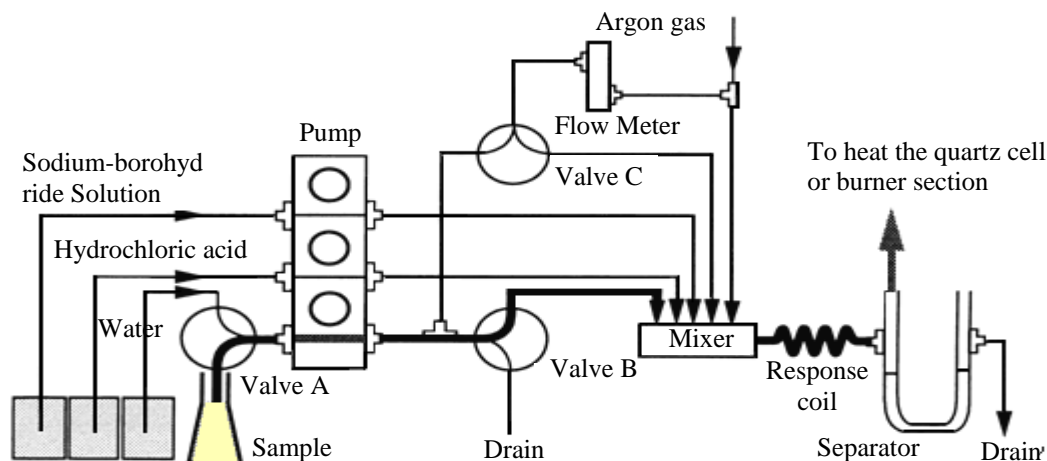 Argon gas
Pump
Flow Meter
Sodium-borohyd
ride Solution
Valve C
To heat the quartz cell
or burner section
Hydrochloric acid
Water
Valve A
Valve B
Mixer
Response
coil
Sample
Drain
Separator
Drain